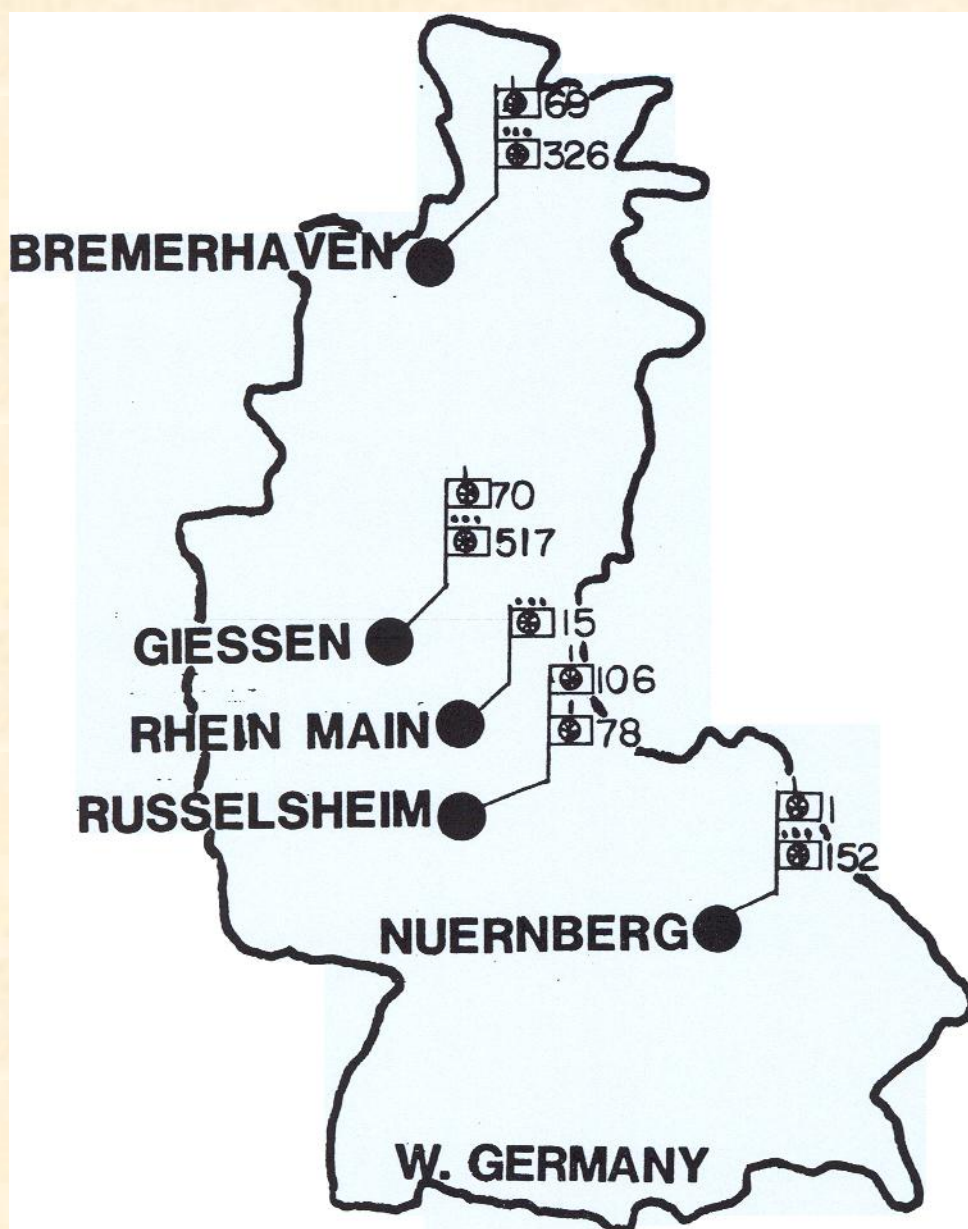 69
326
BREMERHAVEN
70
517
GIESSEN
15
106
RHEIN MAIN
78
RUSSELSHEIM
1
152
NUERNBERG
W. GERMANY